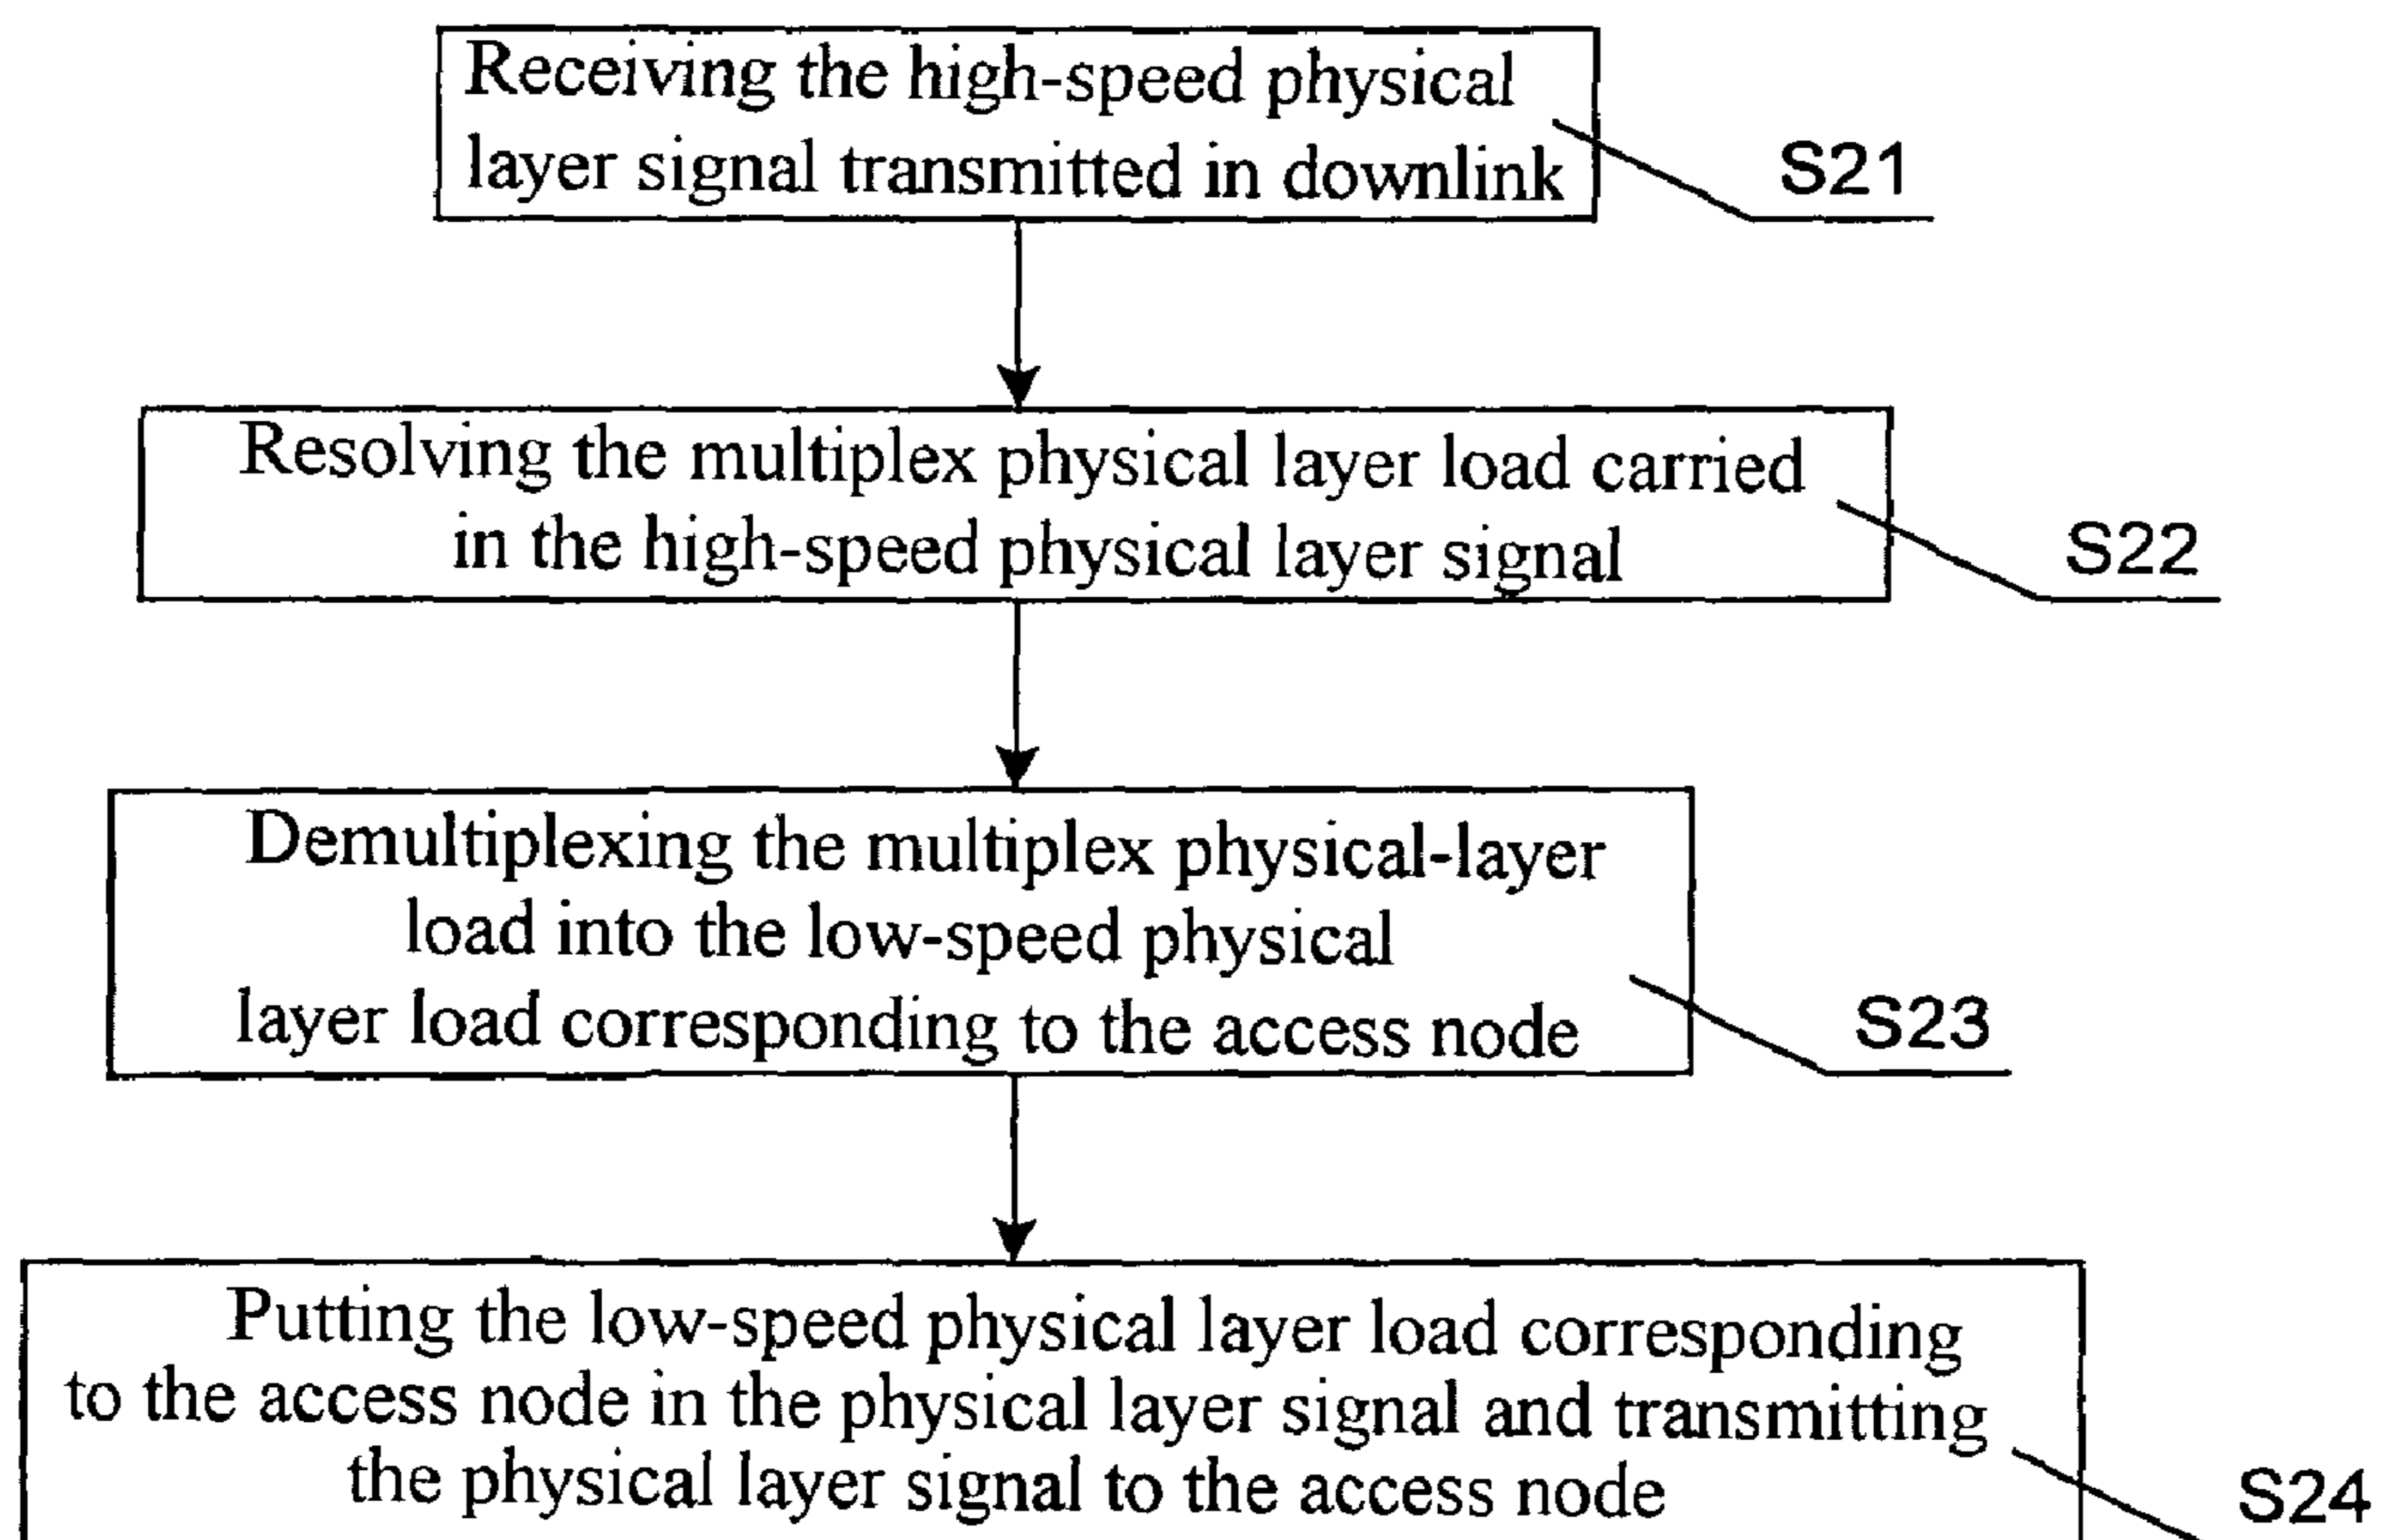 Receiving the high-speed physical
layer signal transmitted in downlink
S21
Resolving the multiplex physical layer load carried
in the high-speed physical layer signal
S22
Demultiplexing the multiplex physical-layer
load into the low-speed physical
layer load corresponding to the access node
S23
Putting the low-speed physical layer load corresponding
to the access node in the physical layer signal and transmitting
the physical layer signal to the access node
S24